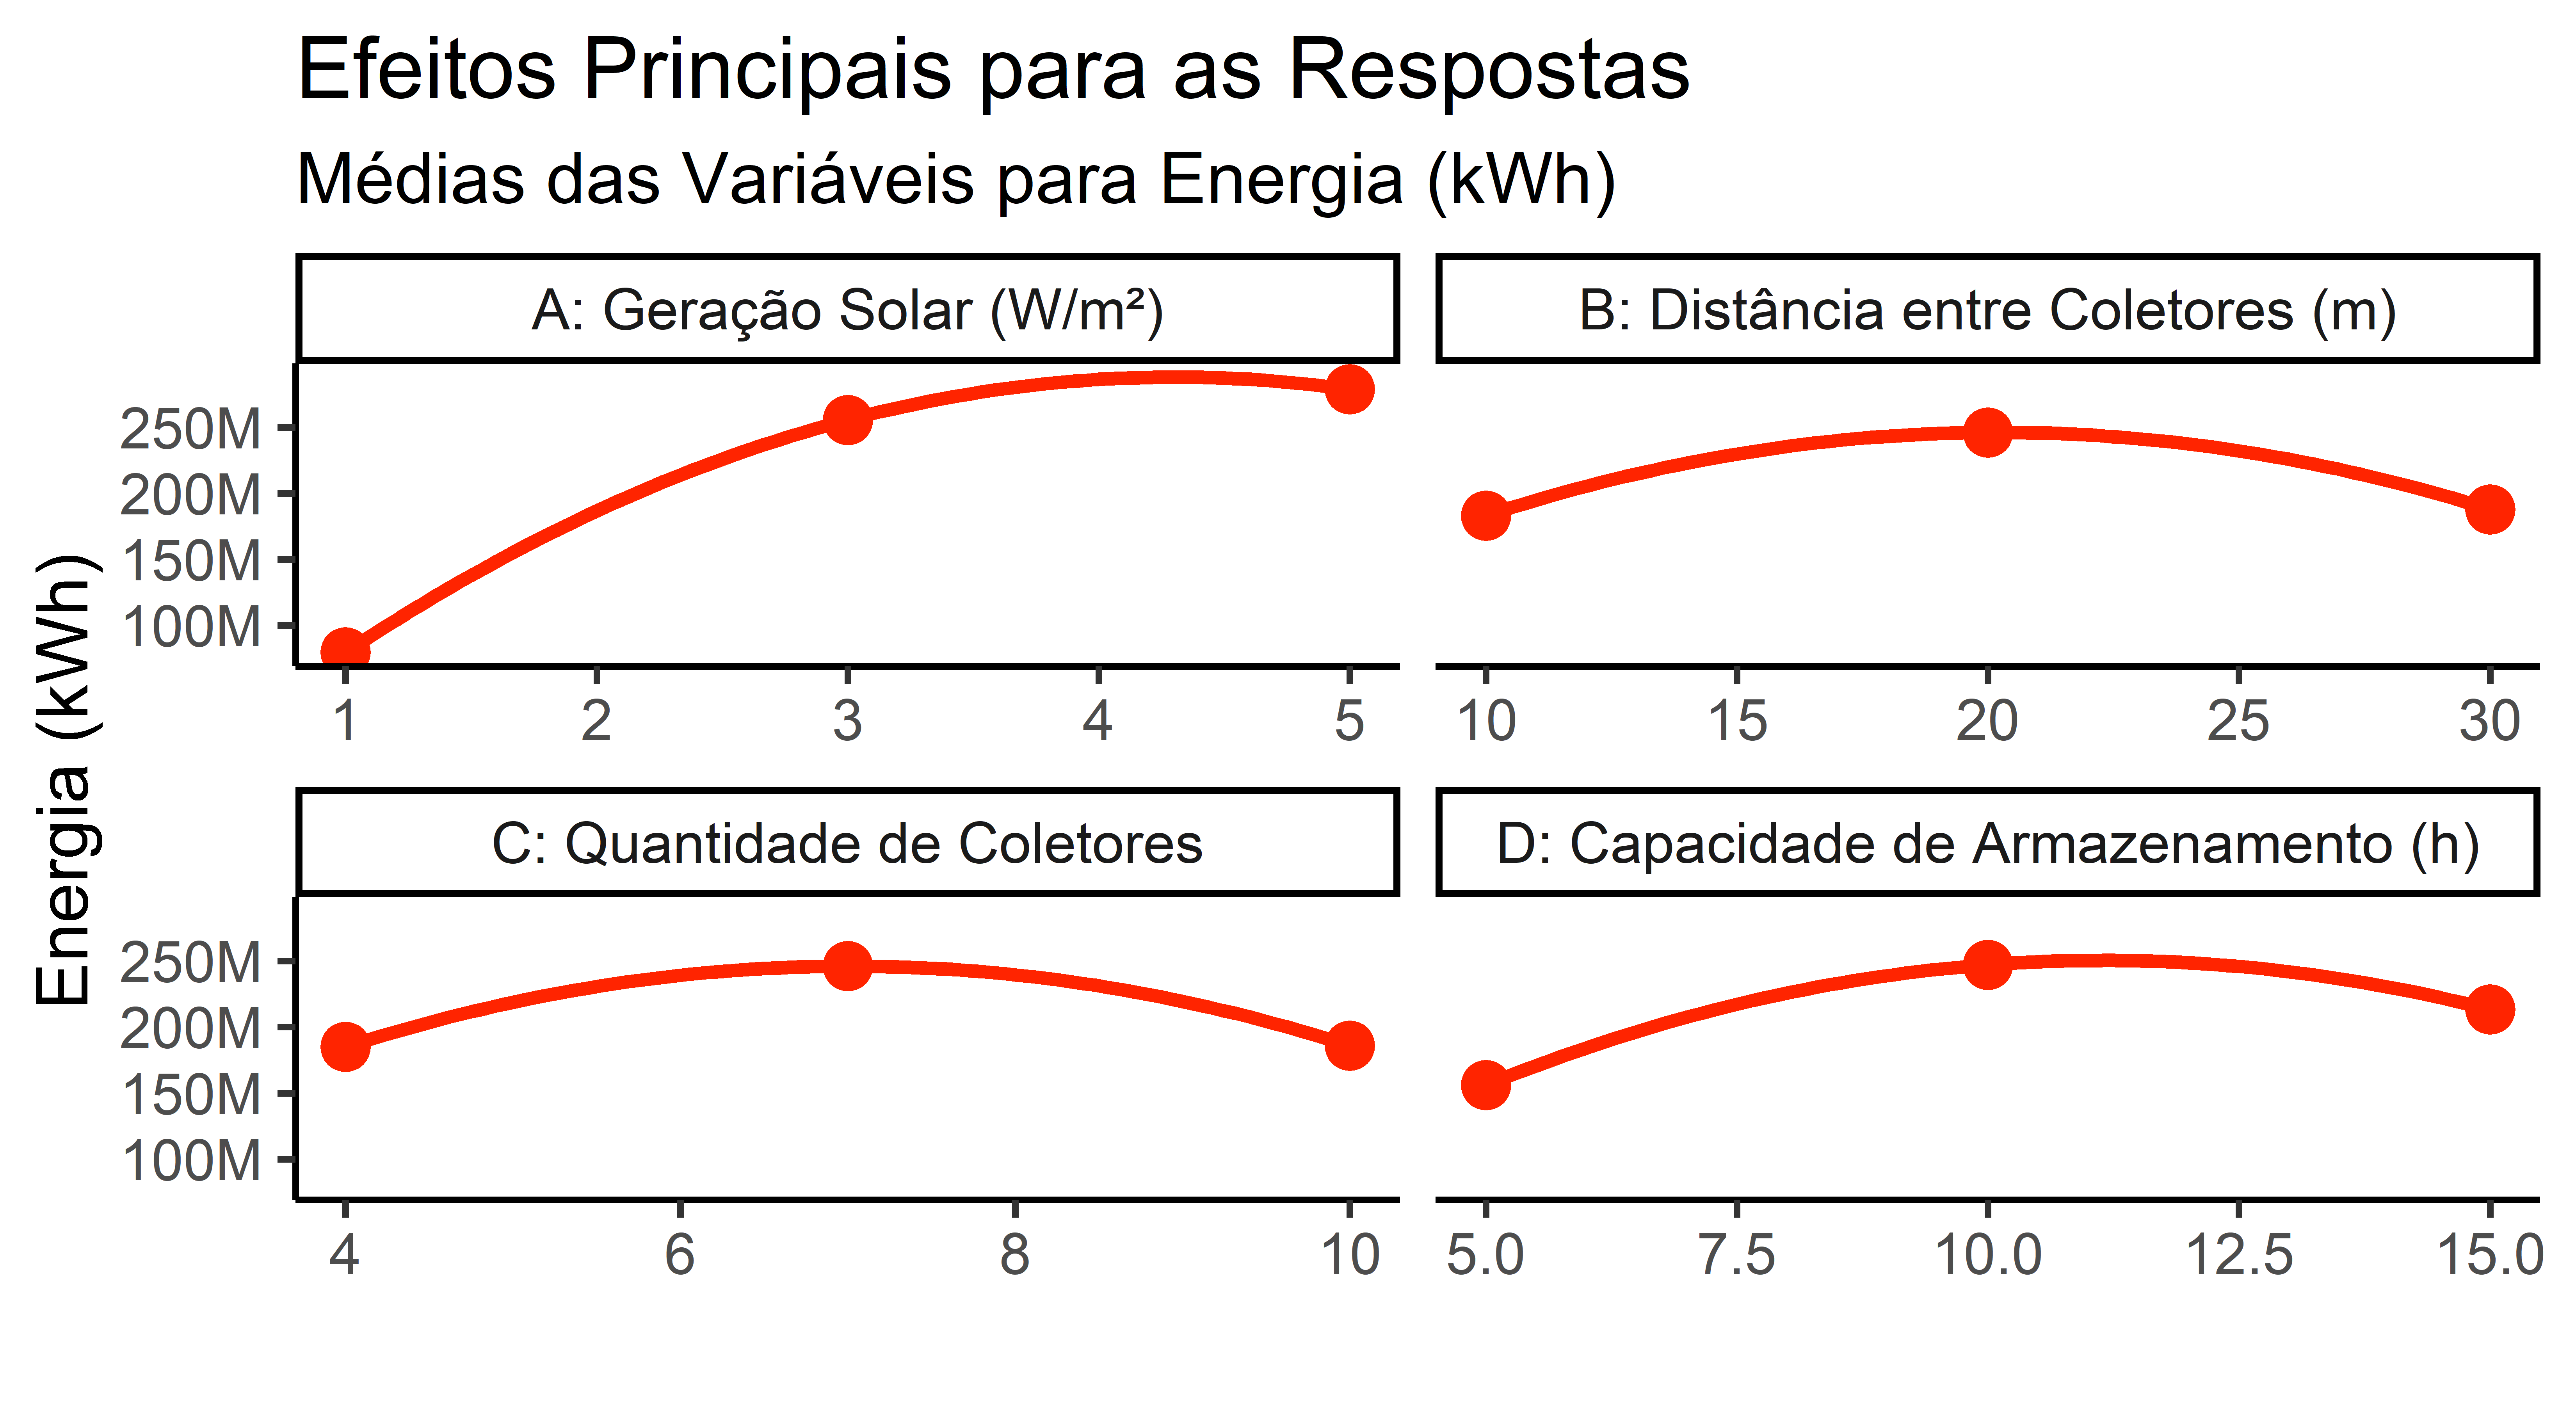 Efeitos Principais para as Respostas
Médias das Variáveis para Energia (kWh)
Energia (kWh)
A: Geração Solar (W/m²)
B: Distância entre Coletores (m)
250M
200M
150M
100M
1 2 3 4 5
10 15 20 25 30
C: Quantidade de Coletores
D: Capacidade de Armazenamento (h)
250M
200M
150M
100M
4 6 8 10
5.0 7.5 10.0 12.5 15.0